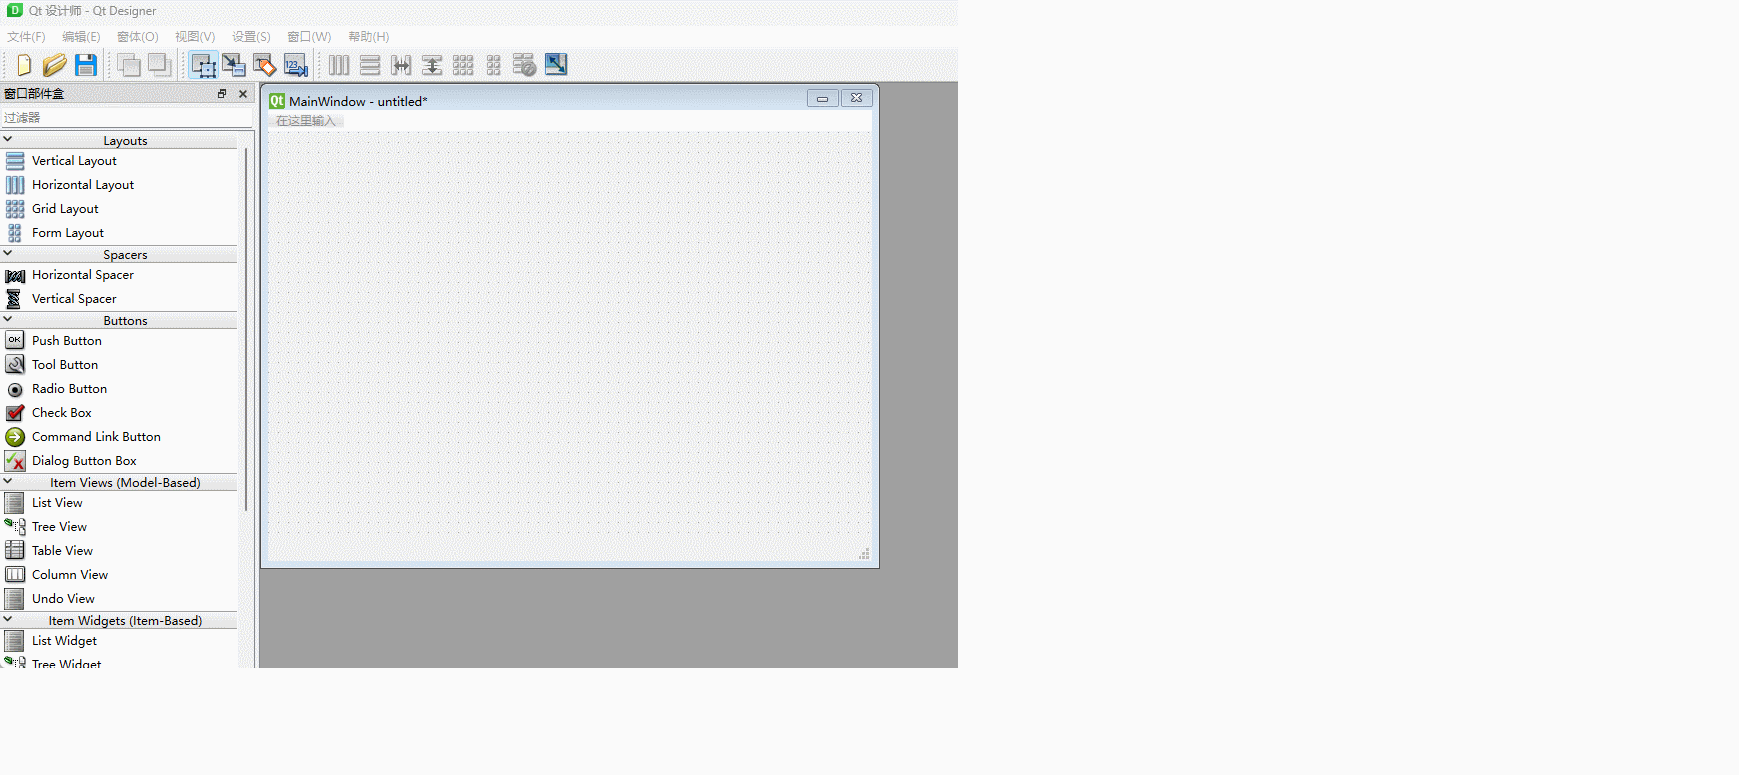 Qt 设计师 - Qt Designer
文件(F) 编辑(E) 窗体(O) 视图(V) 设置(S) 窗口(W) 帮助(H)
窗口部件盒
过滤器
Layouts
Vertical Layout
Horizontal Layout
Grid Layout
Form Layout
Spacers
Horizontal Spacer
Vertical Spacer
Buttons
OK Push Button
Tool Button
Radio Button
Check Box
Command Link Button
Dialog Button Box
Item Views (Model-Based)
List View
Tree View
Table View
Column View
Undo View
Item Widgets (Item-Based)
List Widget
Tree Widget
Qt MainWindow - untitled*
在这里输入